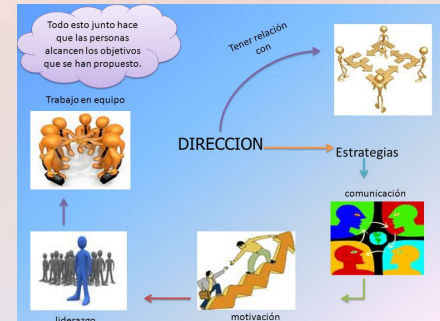 Todo esto junto hace
que las personas
alcancen los objetivos
que se han propuesto.
Tener relación
con
Trabajo en equipo
DIRECCION
Estrategias
comunicación
liderazgo
motivación